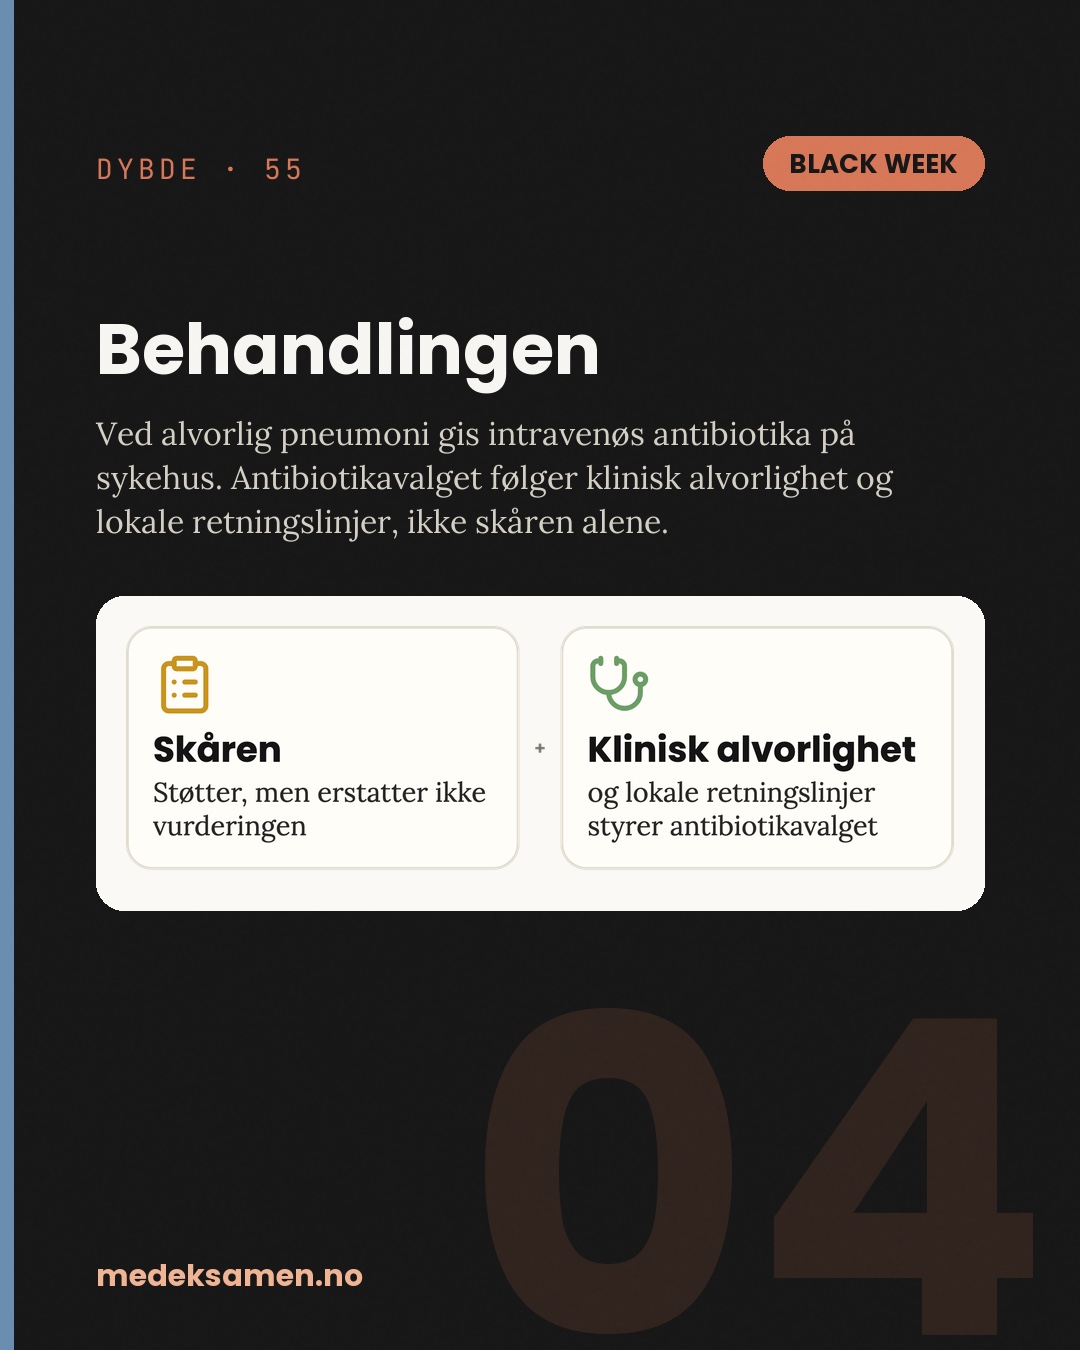 DYBDE · 55
BLACK WEEK
Behandlingen
Ved alvorlig pneumoni gis intravenøs antibiotika på
sykehus. Antibiotikavalget følger klinisk alvorlighet og
lokale retningslinjer, ikke skåren alene.
Skåren
Støtter, men erstatter ikke
vurderingen
+
Klinisk alvorlighet
og lokale retningslinjer
styrer antibiotikavalget
04
medeksamen.no